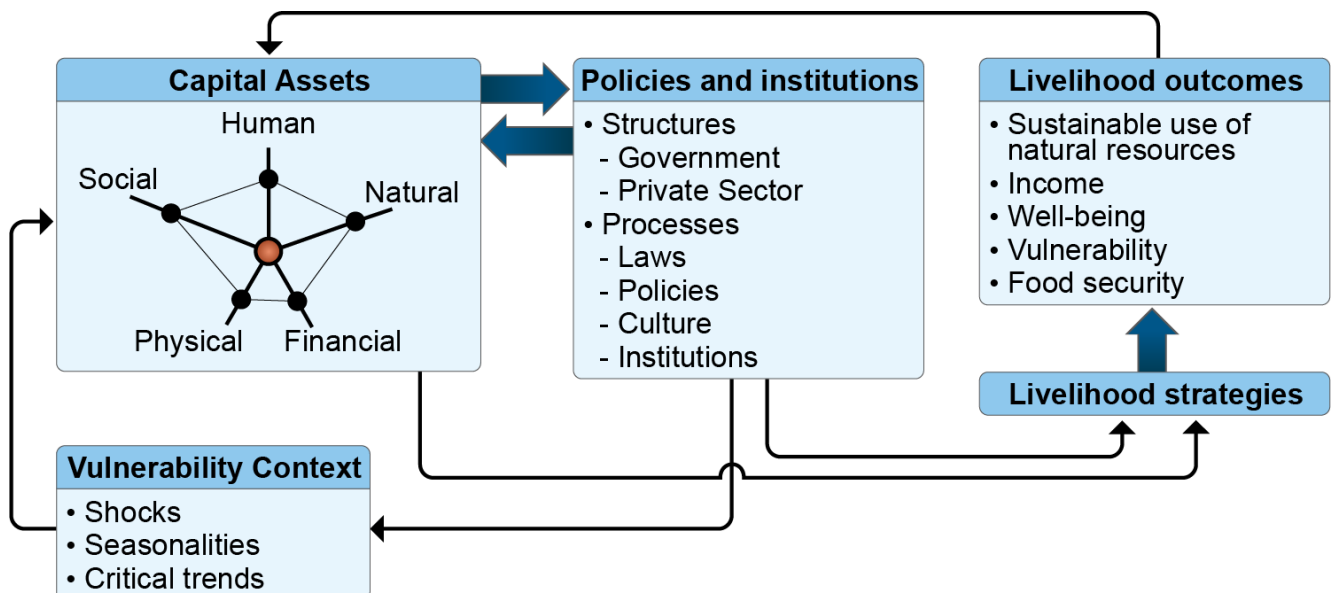 Capital Assets
Human
Social
Natural
Physical
Financial
Policies and institutions
• Structures
- Government
- Private Sector
• Processes
- Laws
- Policies
- Culture
- Institutions
Livelihood outcomes
• Sustainable use of
natural resources
• Income
• Well-being
• Vulnerability
• Food security
Livelihood strategies
Vulnerability Context
• Shocks
• Seasonalities
• Critical trends